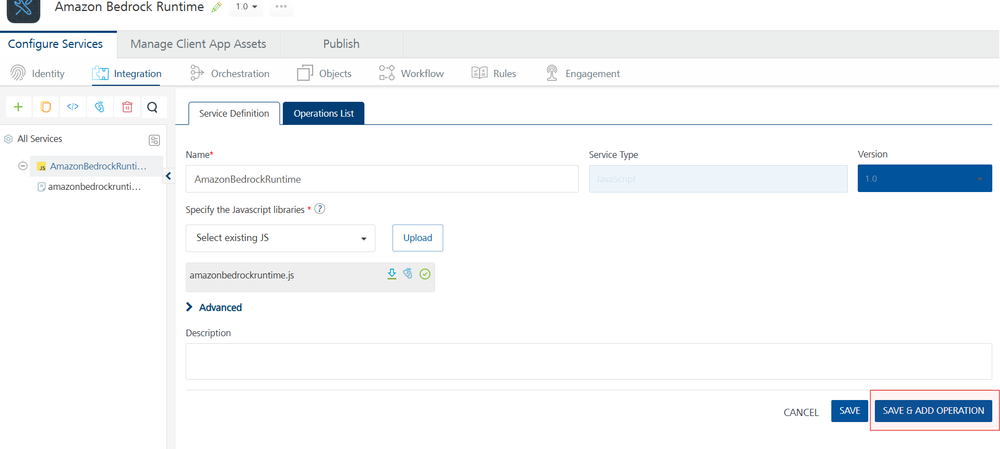 Amazon Bedrock Runtime 1.0
Configure Services Manage Client App Assets Publish
Identity Integration Orchestration Objects Workflow Rules Engagement
Service Definition Operations List
All Services
JS AmazonBedrockRunti...
amazonbedrockrunti...
Name* Service Type Version
AmazonBedrockRuntime JavaScript 1.0
Specify the Javascript libraries * ?
Select existing JS Upload
amazonbedrockruntime.js
Advanced
Description
CANCEL SAVE SAVE & ADD OPERATION